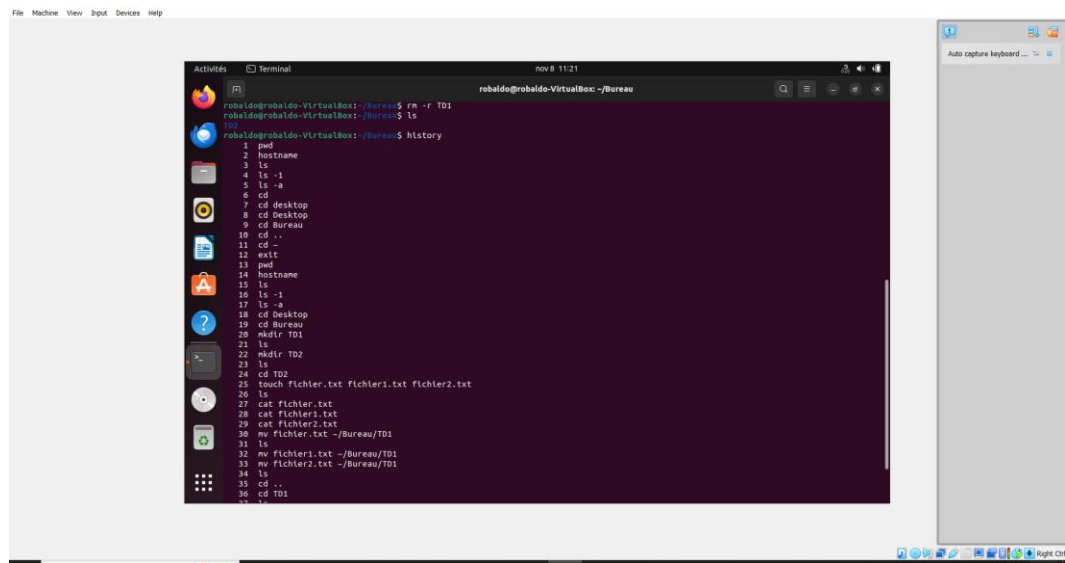 File Machine View Input Devices Help
Auto capture keyboard ...
Activités Terminal nov 8 11:21
robaldo@robaldo-VirtualBox: ~/Bureau
robaldo@robaldo-VirtualBox:~/Bureau$ rm -r TD1
robaldo@robaldo-VirtualBox:~/Bureau$ ls
TD2
robaldo@robaldo-VirtualBox:~/Bureau$ history
1 pwd
2 hostname
3 ls
4 ls -1
5 ls -a
6 cd
7 cd desktop
8 cd Desktop
9 cd Bureau
10 cd ..
11 cd ~
12 exit
13 pwd
14 hostname
15 ls
16 ls -1
17 ls -a
18 cd Desktop
19 cd Bureau
20 mkdir TD1
21 ls
22 mkdir TD2
23 ls
24 cd TD2
25 touch fichier.txt fichier1.txt fichier2.txt
26 ls
27 cat fichier.txt
28 cat fichier1.txt
29 cat fichier2.txt
30 mv fichier.txt ~/Bureau/TD1
31 ls
32 mv fichier1.txt ~/Bureau/TD1
33 mv fichier2.txt ~/Bureau/TD1
34 ls
35 cd ..
36 cd TD1
37 ls
Right Ctrl